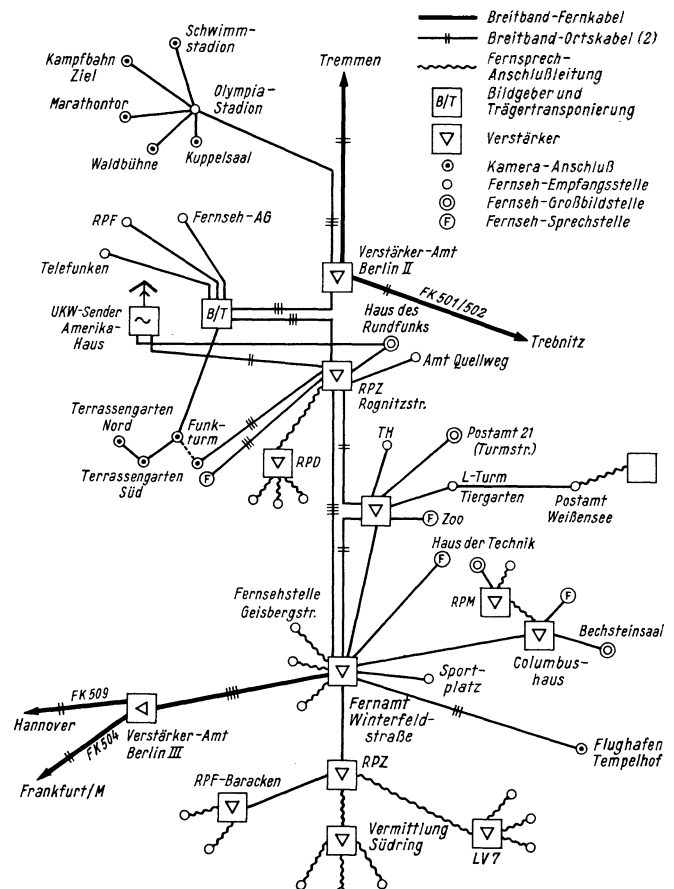 Schwimm-
stadion
Kampfbahn
Ziel
Marathontor
Olympia-
Stadion
Waldbühne
Kuppelsaal
Tremmen
Breitband-Fernkabel
Breitband-Ortskabel (2)
Fernsprech-
Anschlußleitung
B/T
Bildgeber und
Trägertransponierung
Verstärker
Kamera-Anschluß
Fernseh-Empfangsstelle
Fernseh-Großbildstelle
F
Fernseh-Sprechstelle
RPF
Fernseh-AG
Telefunken
Verstärker-Amt
Berlin II
FK 501/502
Trebnitz
UKW-Sender
Amerika-
Haus
B/T
Haus des
Rundfunks
Amt Quellweg
RPZ
Rognitzstr.
Terrassengarten
Nord
Funk-
turm
Terrassengarten
Süd
F
RPD
TH
Postamt 21
(Turmstr.)
L-Turm
Tiergarten
Postamt
Weißensee
F
Zoo
Haus der Technik
F
Fernsehstelle
Geisbergstr.
RPM
F
Bechsteinsaal
Columbus-
haus
Sport-
platz
Fernamt
Winterfeld-
straße
FK 509
Hannover
FK 504
Verstärker-Amt
Berlin III
Frankfurt/M
Flughafen
Tempelhof
RPZ
RPF-Baracken
Vermittlung
Südring
LV 7